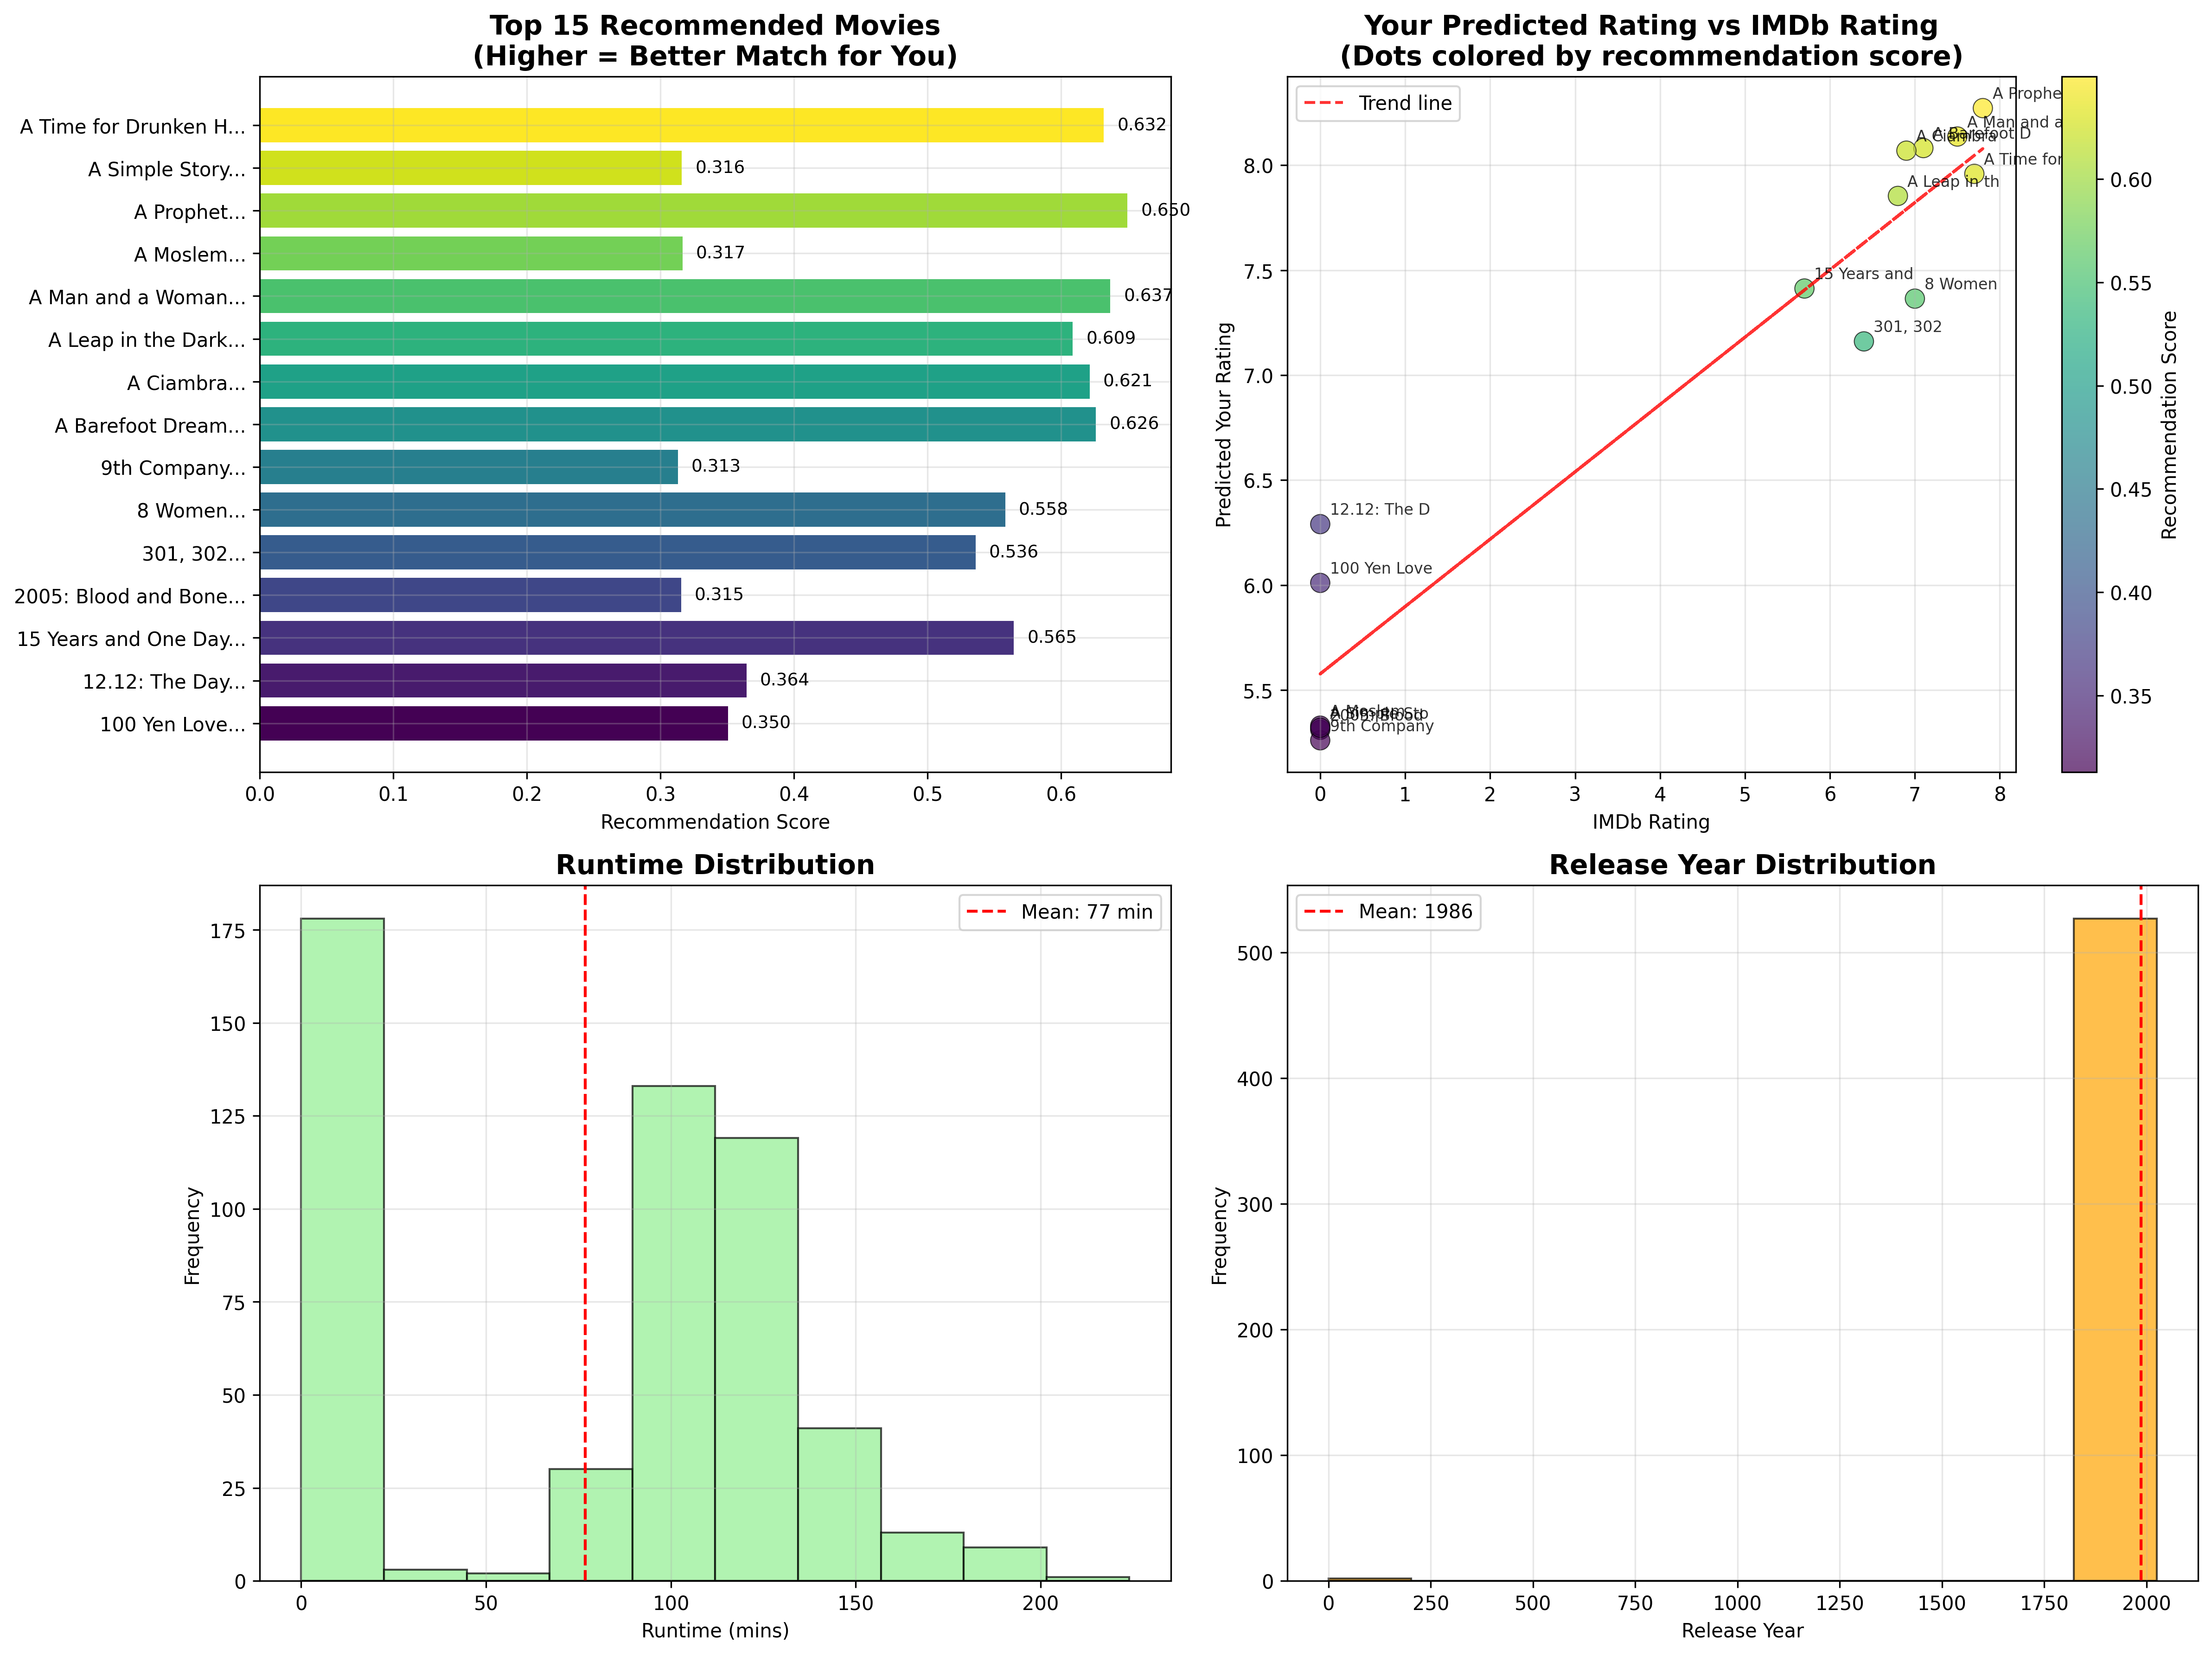 Top 15 Recommended Movies
(Higher = Better Match for You)
A Time for Drunken H...
A Simple Story...
A Prophet...
A Moslem...
A Man and a Woman...
A Leap in the Dark...
A Ciambra...
A Barefoot Dream...
9th Company...
8 Women...
301, 302...
2005: Blood and Bone...
15 Years and One Day...
12.12: The Day...
100 Yen Love...
0.632
0.316
0.650
0.317
0.637
0.609
0.621
0.626
0.313
0.558
0.536
0.315
0.565
0.364
0.350
0.0 0.1 0.2 0.3 0.4 0.5 0.6
Recommendation Score
Your Predicted Rating vs IMDb Rating
(Dots colored by recommendation score)
Trend line
Predicted Your Rating
8.0
7.5
7.0
6.5
6.0
5.5
A Prophe
A Man and a
A Barefoot D
A Ciambra
A Time for
A Leap in th
15 Years and
8 Women
301, 302
12.12: The D
100 Yen Love
A Moslem
2005: Blood
9th Company
0 1 2 3 4 5 6 7 8
IMDb Rating
0.60
0.55
0.50
0.45
0.40
0.35
Recommendation Score
Runtime Distribution
Mean: 77 min
Frequency
175
150
125
100
75
50
25
0
0 50 100 150 200
Runtime (mins)
Release Year Distribution
Mean: 1986
Frequency
500
400
300
200
100
0
0 250 500 750 1000 1250 1500 1750 2000
Release Year